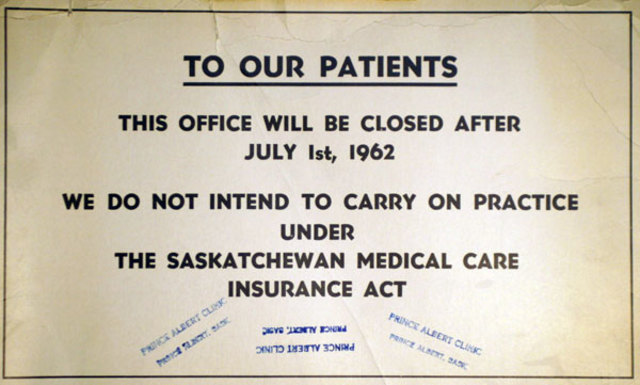 TO OUR PATIENTS
THIS OFFICE WILL BE CLOSED AFTER
JULY 1st, 1962
WE DO NOT INTEND TO CARRY ON PRACTICE
UNDER
THE SASKATCHEWAN MEDICAL CARE
INSURANCE ACT
PRINCE ALBERT CLINIC
PRINCE ALBERT, SASK.
PRINCE ALBERT CLINIC
PRINCE ALBERT, SASK.
PRINCE ALBERT CLINIC
PRINCE ALBERT, SASK.